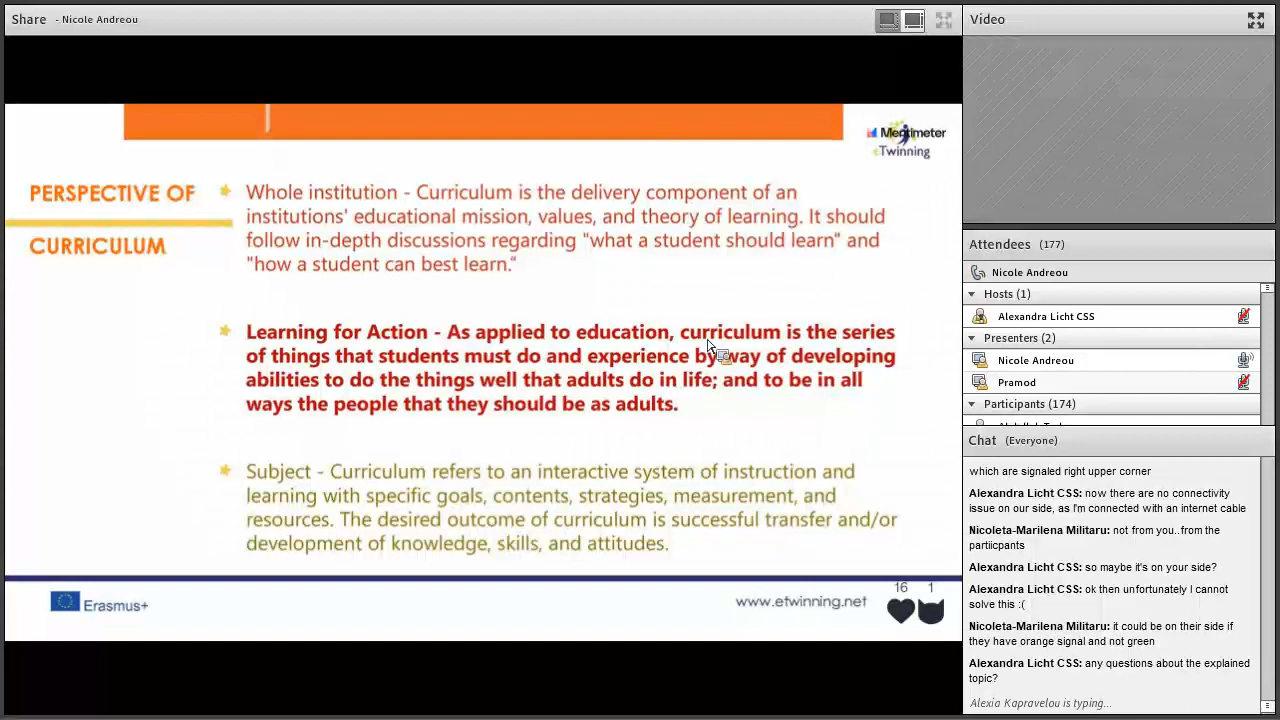 Share - Nicole Andreou
Mentimeter
eTwinning
PERSPECTIVE OF
CURRICULUM
Whole institution - Curriculum is the delivery component of an
institutions' educational mission, values, and theory of learning. It should
follow in-depth discussions regarding "what a student should learn" and
"how a student can best learn."
Learning for Action - As applied to education, curriculum is the series
of things that students must do and experience by way of developing
abilities to do the things well that adults do in life; and to be in all
ways the people that they should be as adults.
Subject - Curriculum refers to an interactive system of instruction and
learning with specific goals, contents, strategies, measurement, and
resources. The desired outcome of curriculum is successful transfer and/or
development of knowledge, skills, and attitudes.
Erasmus+
www.etwinning.net
16 1
Video
Attendees (177)
Nicole Andreou
Hosts (1)
Alexandra Licht CSS
Presenters (2)
Nicole Andreou
Pramod
Participants (174)
Chat (Everyone)
which are signaled right upper corner
Alexandra Licht CSS: now there are no connectivity
issue on our side, as I'm connected with an internet cable
Nicoleta-Marilena Militaru: not from you..from the
partiicpants
Alexandra Licht CSS: so maybe it's on your side?
Alexandra Licht CSS: ok then unfortunately I cannot
solve this :(
Nicoleta-Marilena Militaru: it could be on their side if
they have orange signal and not green
Alexandra Licht CSS: any questions about the explained
topic?
Alexia Kapravelou is typing...